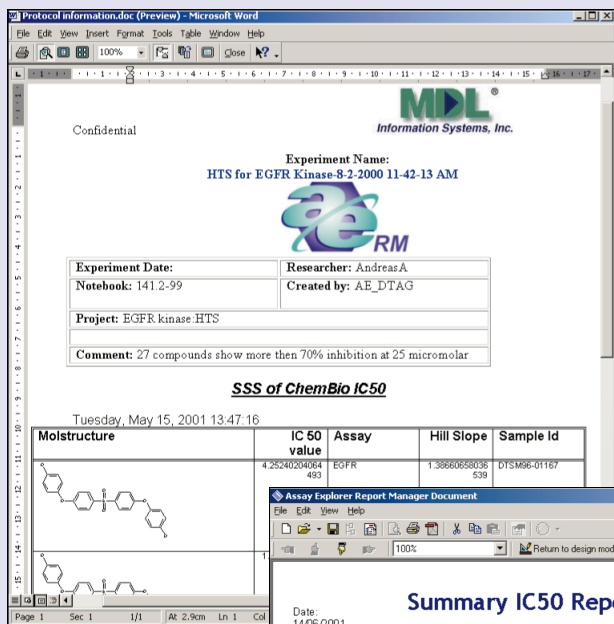 Protocol information.doc (Preview) - Microsoft Word
File Edit View Insert Format Tools Table Window Help
100% Close
Confidential
MDL®
Information Systems, Inc.
Experiment Name:
HTS for EGFR Kinase-8-2-2000 11-42-13 AM
ae RM
Experiment Date: Researcher: AndreasA
Notebook: 141.2-99 Created by: AE_DTAG
Project: EGFR kinase:HTS
Comment: 27 compounds show more then 70% inhibition at 25 micromolar
SSS of ChemBio IC50
Tuesday, May 15, 2001 13:47:16
Molstructure IC 50 value Assay Hill Slope Sample Id
4.25240204064493 EGFR 1.38660658036539 DTSM96-01167
1
Assay Explorer Report Manager Document
File Edit View Help
100% Return to design mod
Summary IC50 Repo
Date:
14/06/2001
Page 1 Sec 1 1/1 At 2.9cm Ln 1 Col